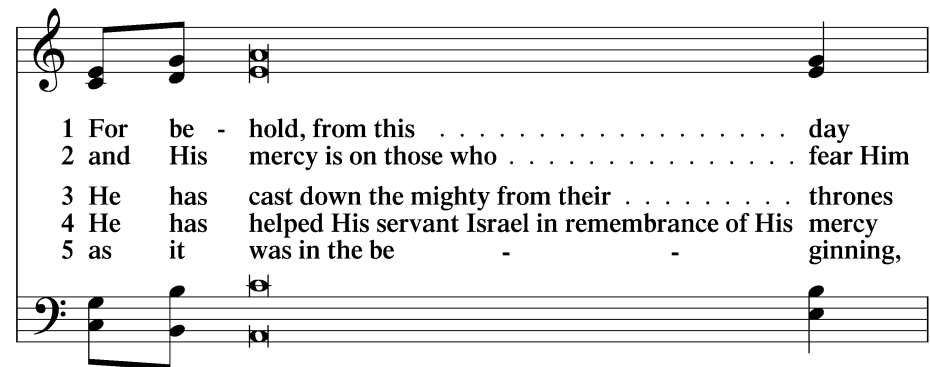 1 For be - hold, from this . . . . . . . . . . . . . . . . . . day
2 and His mercy is on those who . . . . . . . . . . . . . . . fear Him
3 He has cast down the mighty from their . . . . . . . . . thrones
4 He has helped His servant Israel in remembrance of His mercy
5 as it was in the be - - ginning,